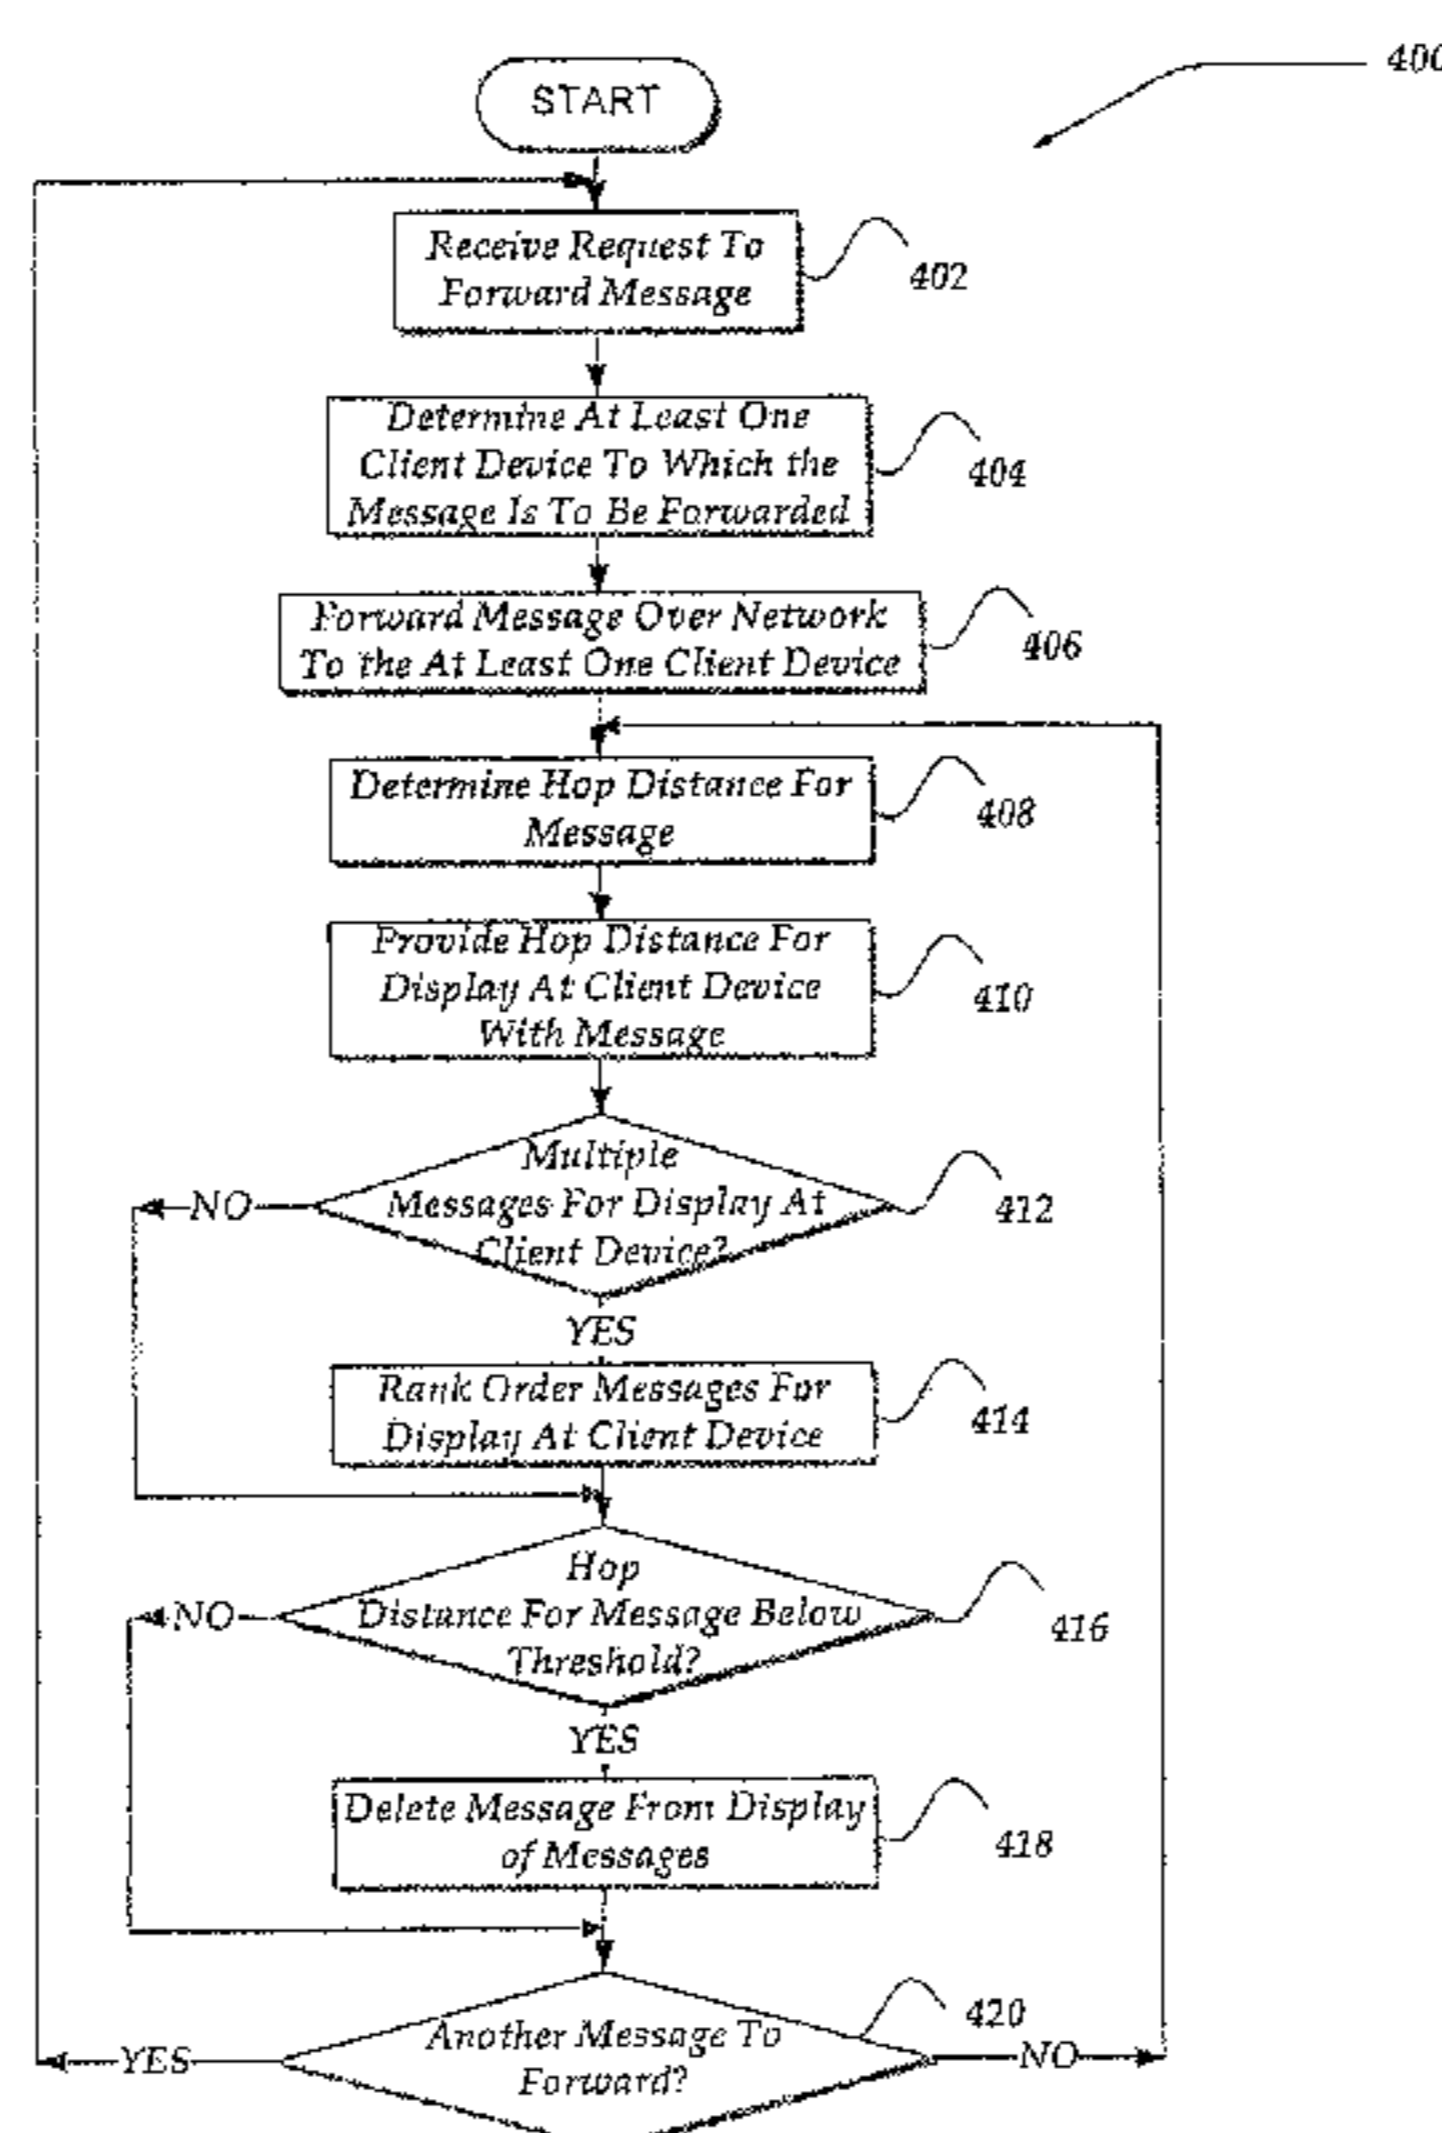 400
START
Receive Request To
Forward Message
402
Determine At Least One
Client Device To Which the
Message Is To Be Forwarded
404
Forward Message Over Network
To the At Least One Client Device
406
Determine Hop Distance For
Message
408
Provide Hop Distance For
Display At Client Device
With Message
410
Multiple
Messages For Display At
Client Device?
412
NO
YES
Rank Order Messages For
Display At Client Device
414
Hop
Distance For Message Below
Threshold?
416
NO
YES
Delete Message From Display
of Messages
418
Another Message To
Forward?
420
YES
NO